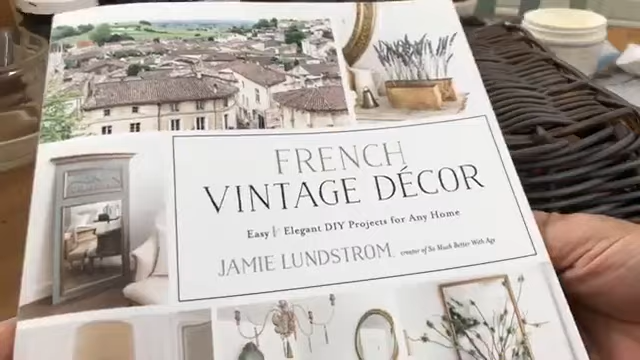 FRENCH
VINTAGE DÉCOR
Easy & Elegant DIY Projects for Any Home
JAMIE LUNDSTROM, creator of So Much Better With Age